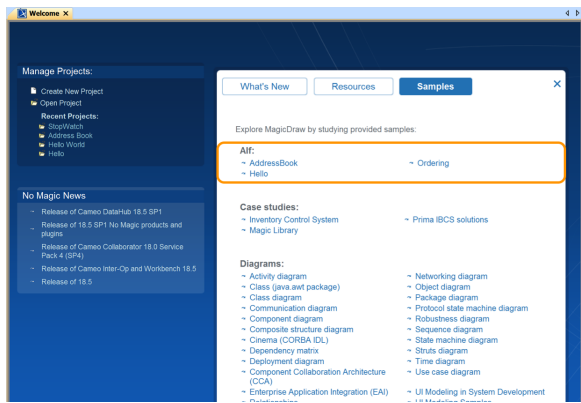 Welcome
Manage Projects:
Create New Project
Open Project
Recent Projects:
StopWatch
Address Book
Hello World
Hello
No Magic News
Release of Cameo DataHub 18.5 SP1
Release of 18.5 SP1 No Magic products and
plugins
Release of Cameo Collaborator 18.0 Service
Pack 4 (SP4)
Release of Cameo Inter-Op and Workbench 18.5
Release of 18.5
What's New
Resources
Samples
Explore MagicDraw by studying provided samples:
Alf:
AddressBook
Ordering
Hello
Case studies:
Inventory Control System
Prima IBCS solutions
Magic Library
Diagrams:
Activity diagram
Networking diagram
Class (java.awt package)
Object diagram
Class diagram
Package diagram
Communication diagram
Protocol state machine diagram
Component diagram
Robustness diagram
Composite structure diagram
Sequence diagram
Cinema (CORBA IDL)
State machine diagram
Dependency matrix
Struts diagram
Deployment diagram
Time diagram
Component Collaboration Architecture
(CCA)
Use case diagram
Enterprise Application Integration (EAI)
UI Modeling in System Development
Relationships
UI Modeling Samples